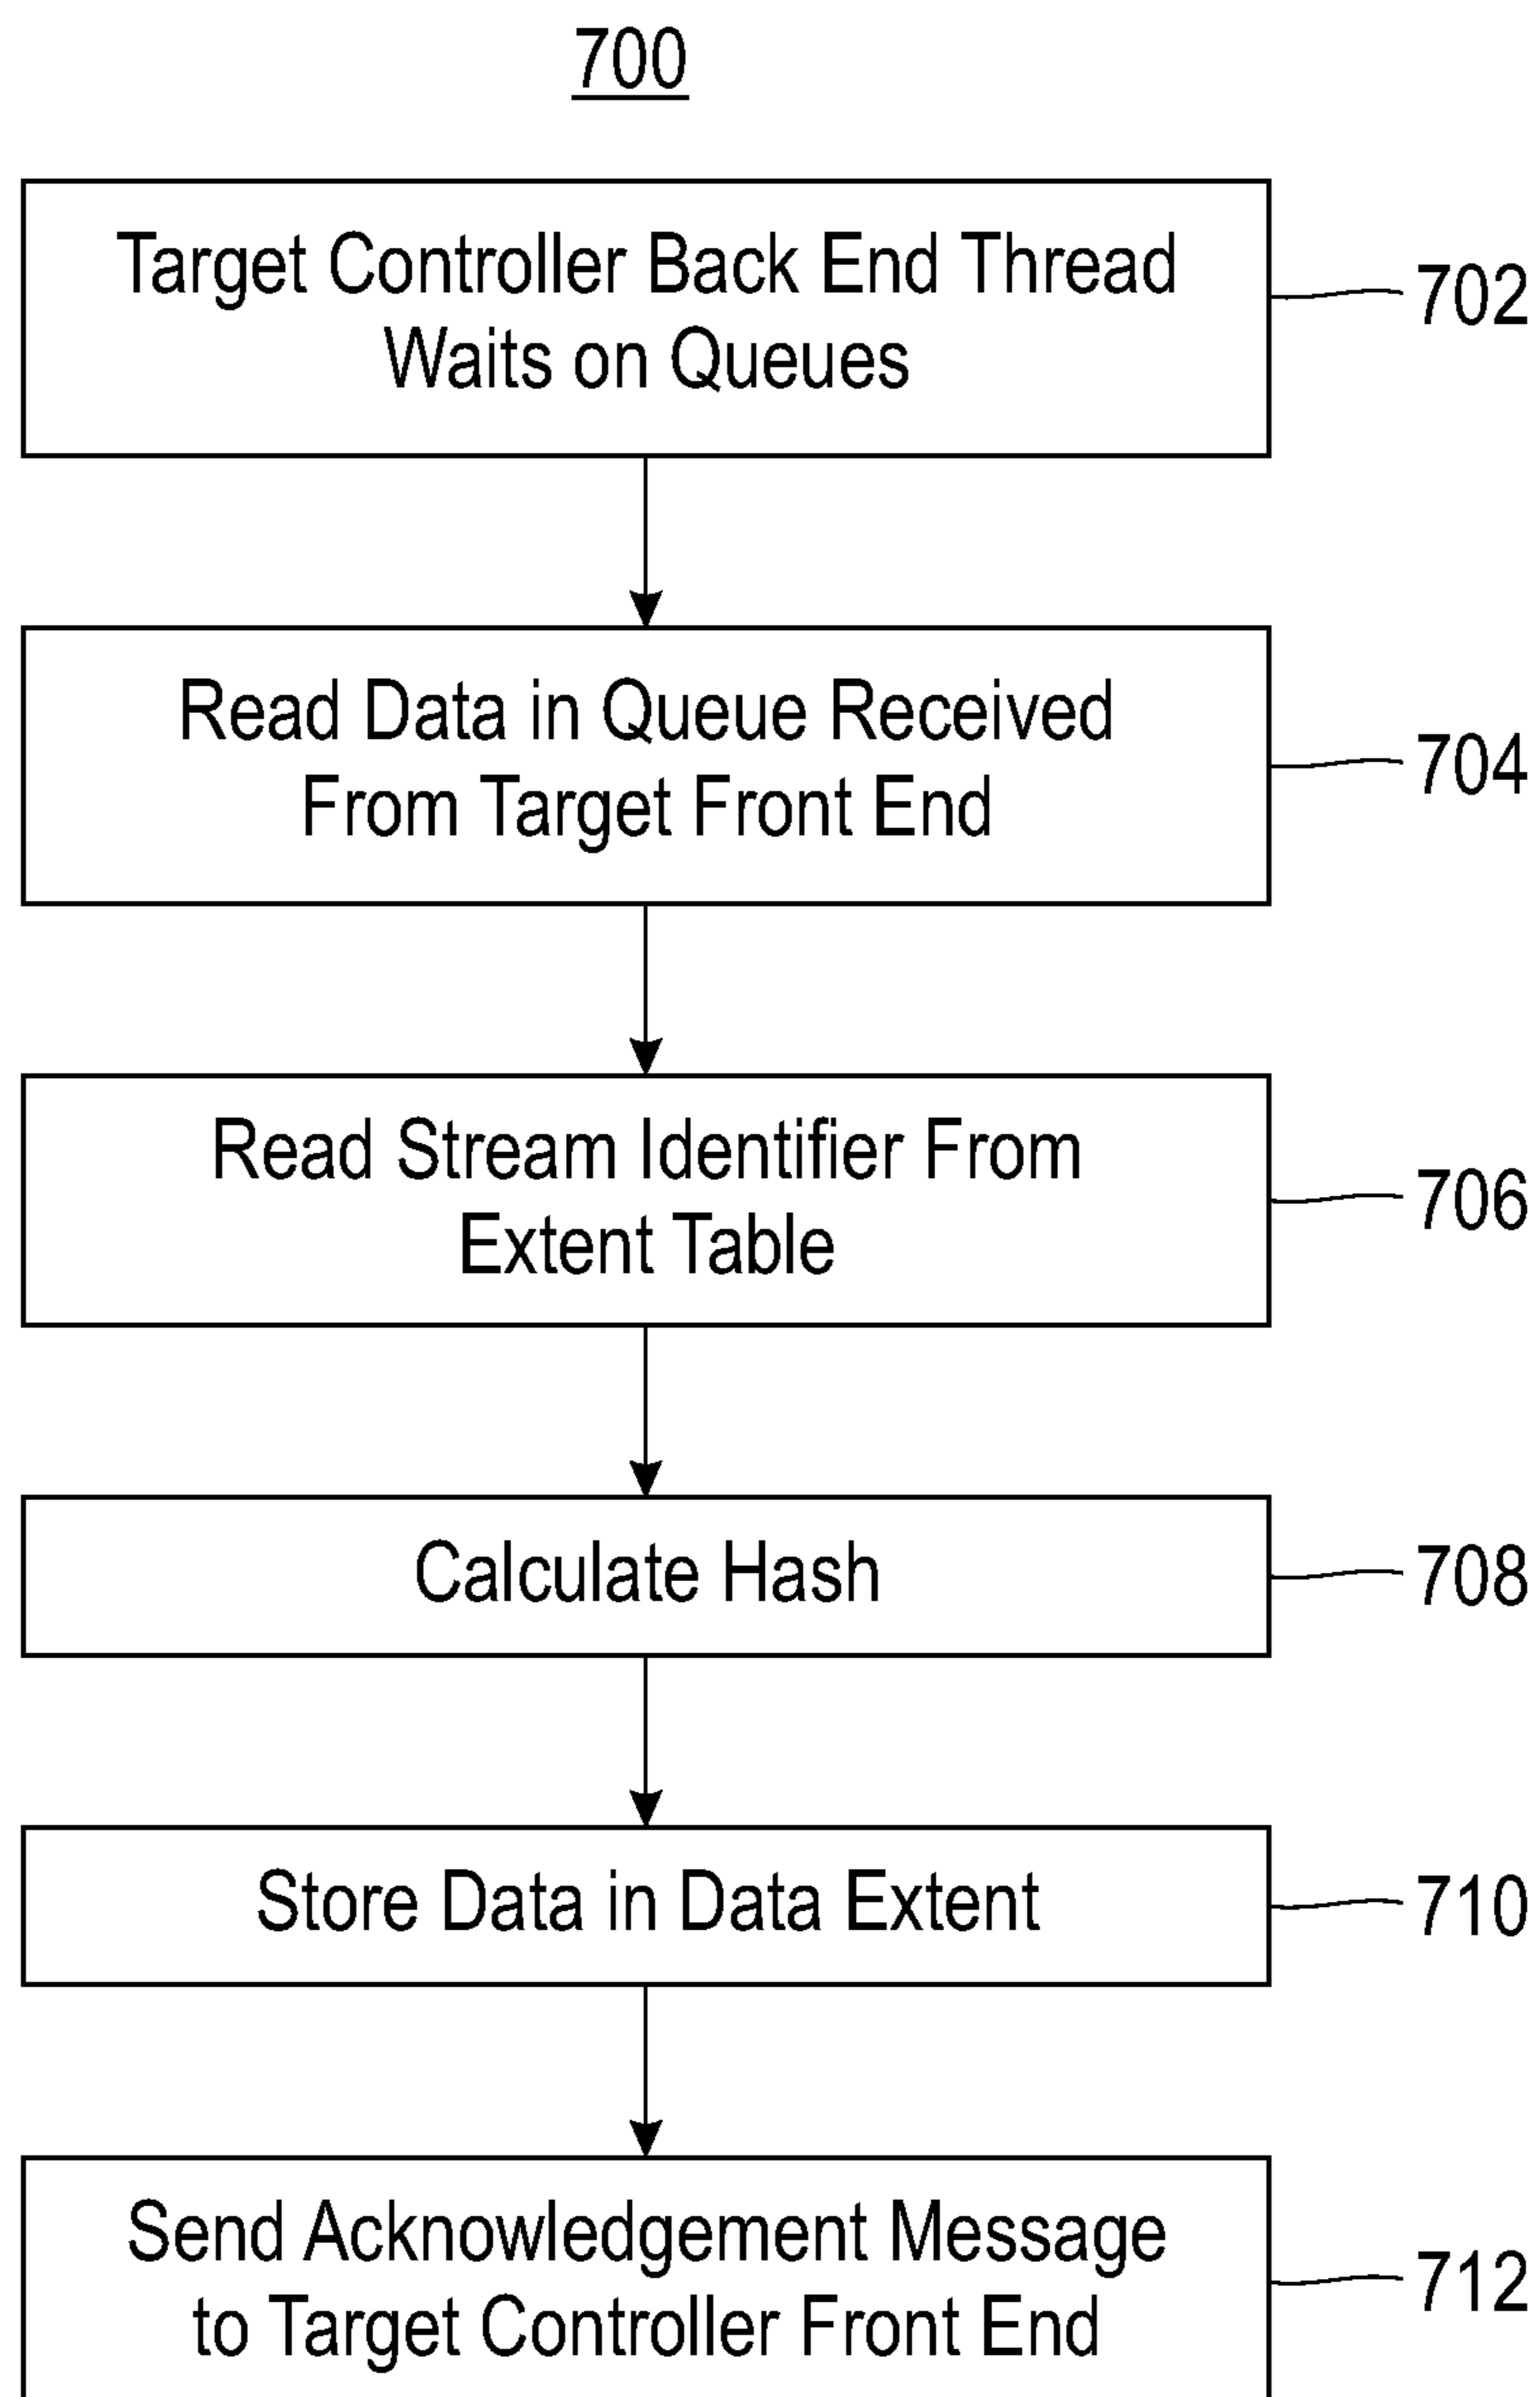 700
Target Controller Back End Thread
Waits on Queues
702
Read Data in Queue Received
From Target Front End
704
Read Stream Identifier From
Extent Table
706
Calculate Hash
708
Store Data in Data Extent
710
Send Acknowledgement Message
to Target Controller Front End
712